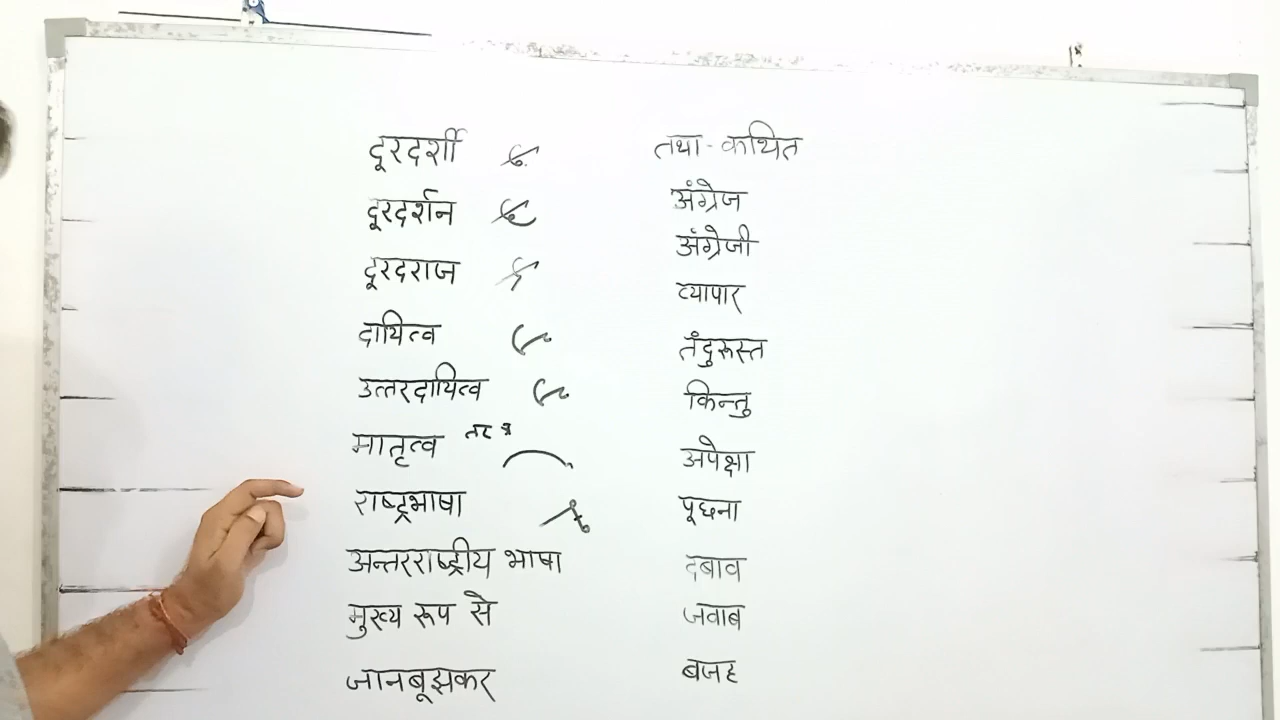 दूरदर्शी
दूरदर्शन
दूरदराज
दायित्व
उत्तरदायित्व
मातृत्व
राष्ट्रभाषा
अन्तरराष्ट्रीय भाषा
मुख्य रूप से
जानबूझकर
तथा-कथित
अंग्रेज
अंग्रेजी
व्यापार
तंदुरूस्त
किन्तु
अपेक्षा
पूछना
दबाव
जवाब
बजह